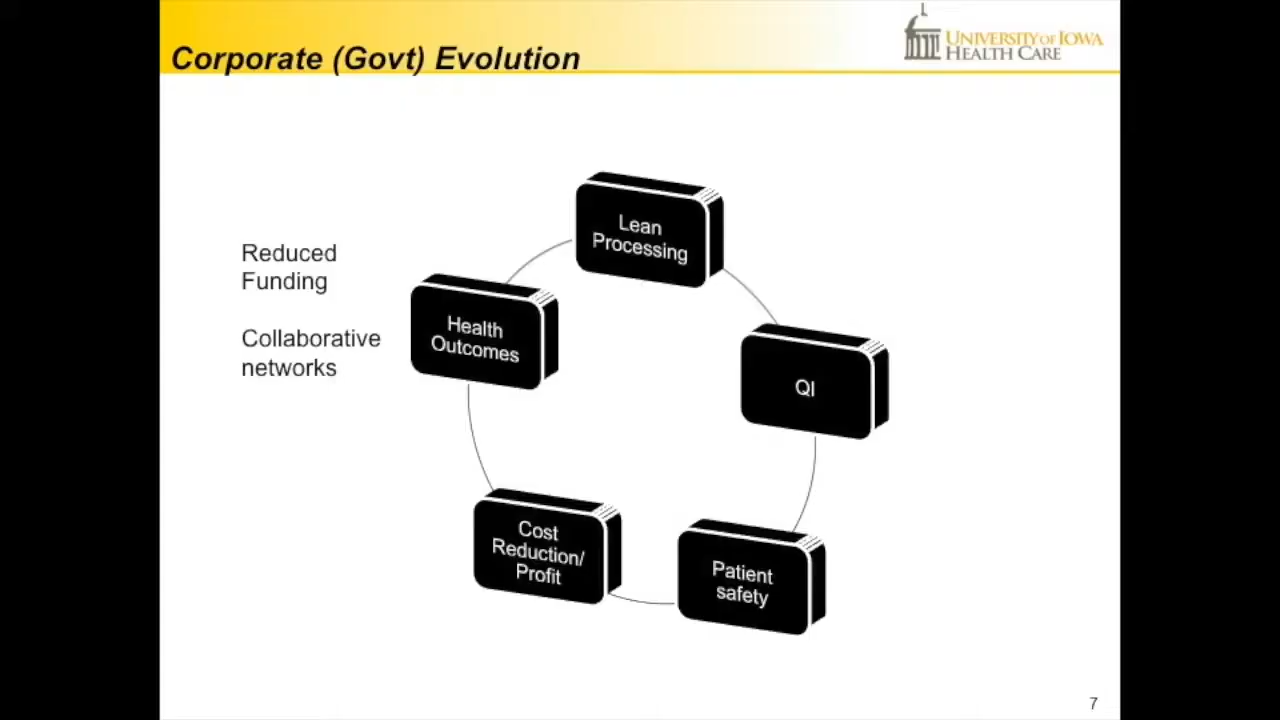 Corporate (Govt) Evolution
UNIVERSITY OF IOWA
HEALTH CARE
Lean
Processing
Reduced
Funding
Health
Outcomes
Collaborative
networks
QI
Cost
Reduction/
Profit
Patient
safety
7